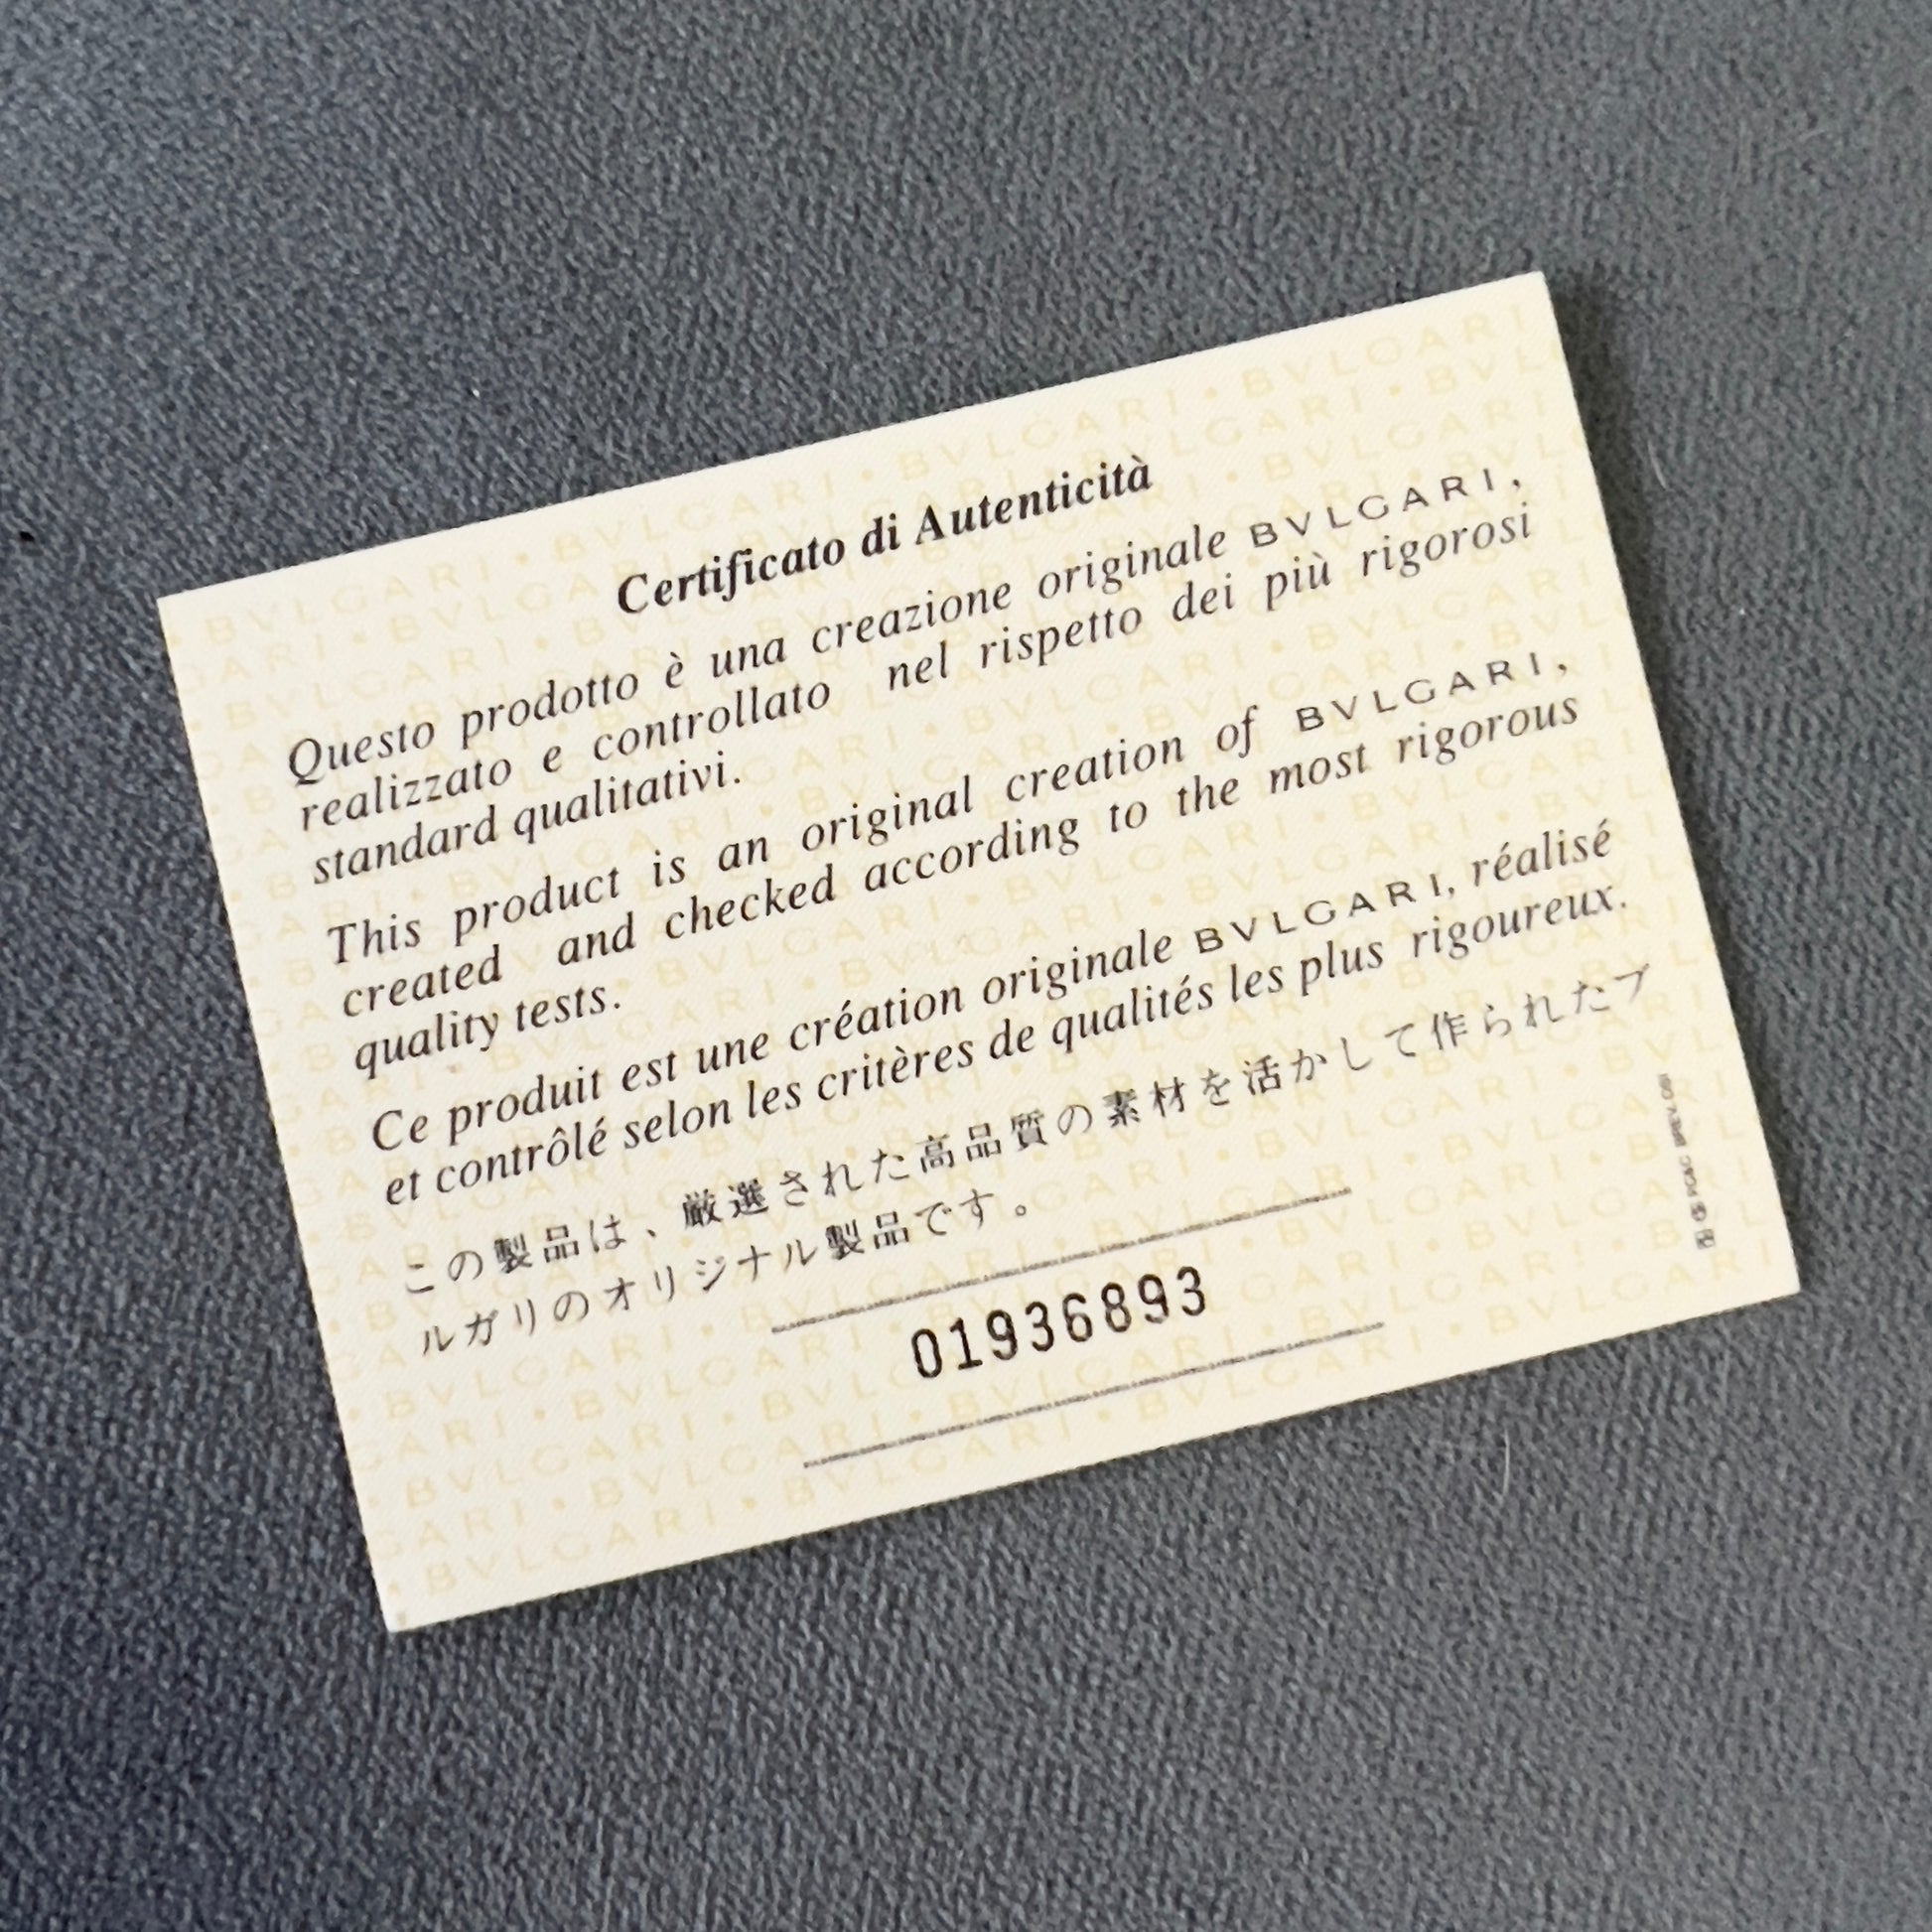 Certificato di Autenticità
Questo prodotto è una creazione originale BVLGARI,
realizzato e controllato nel rispetto dei più rigorosi
standard qualitativi.
This product is an original creation of BVLGARI,
created and checked according to the most rigorous
quality tests.
Ce produit est une création originale BVLGARI, réalisé
et contrôlé selon les critères de qualités les plus rigoureux.
この製品は、厳選された高品質の素材を活かして作られたブ
ルガリのオリジナル製品です。
01936893